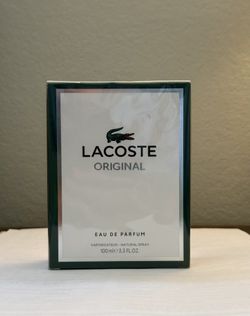 LACOSTE
ORIGINAL
EAU DE PARFUM
VAPORISATEUR - NATURAL SPRAY
100 ml ℮ 3.3 FL.OZ.